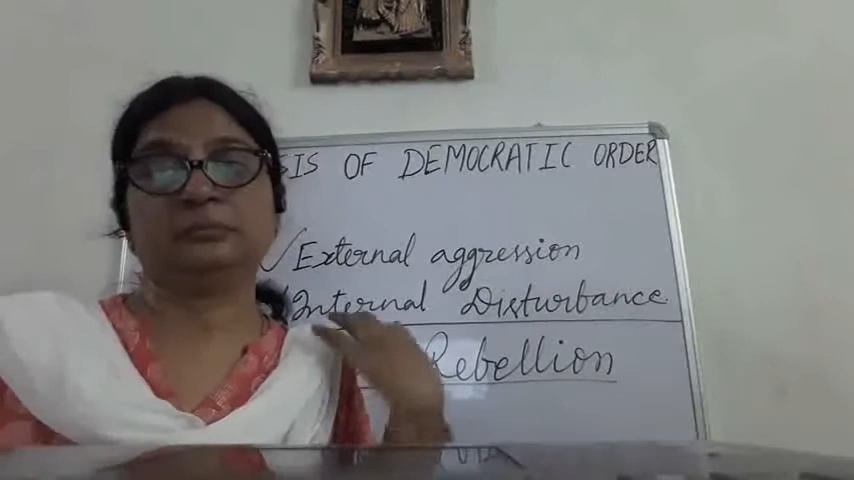 OF DEMOCRATIC ORDER
External aggression
Internal Disturbance
Rebellion